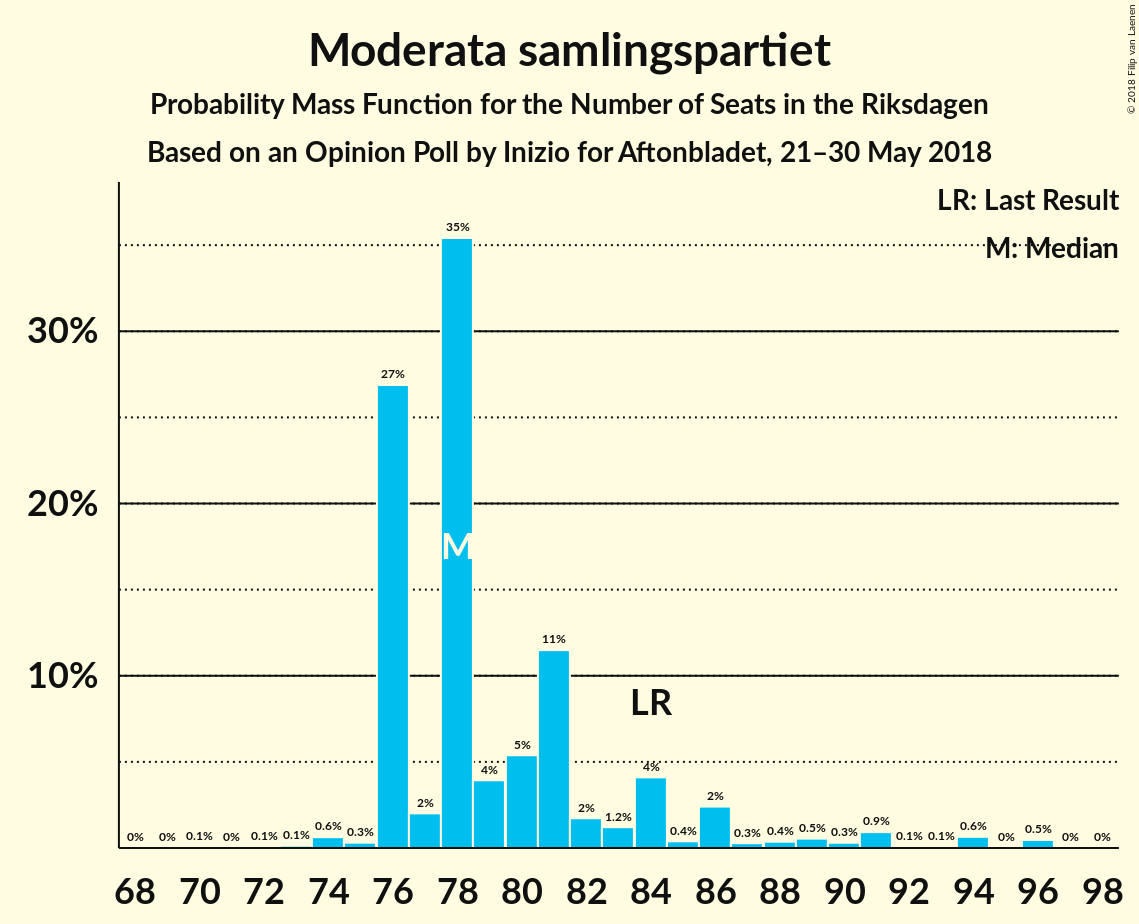 Moderata samlingspartiet
Probability Mass Function for the Number of Seats in the Riksdagen
Based on an Opinion Poll by Inizio for Aftonbladet, 21–30 May 2018
© 2018 Filip van Laenen
LR: Last Result
M: Median
30%
20%
10%
0% 0% 0.1% 0% 0.1% 0.1% 0.6% 0.3% 27% 2% 35% 4% 5% 11% 2% 1.2% 4% 0.4% 2% 0.3% 0.4% 0.5% 0.3% 0.9% 0.1% 0.1% 0.6% 0% 0.5% 0% 0%
M
LR
68 70 72 74 76 78 80 82 84 86 88 90 92 94 96 98